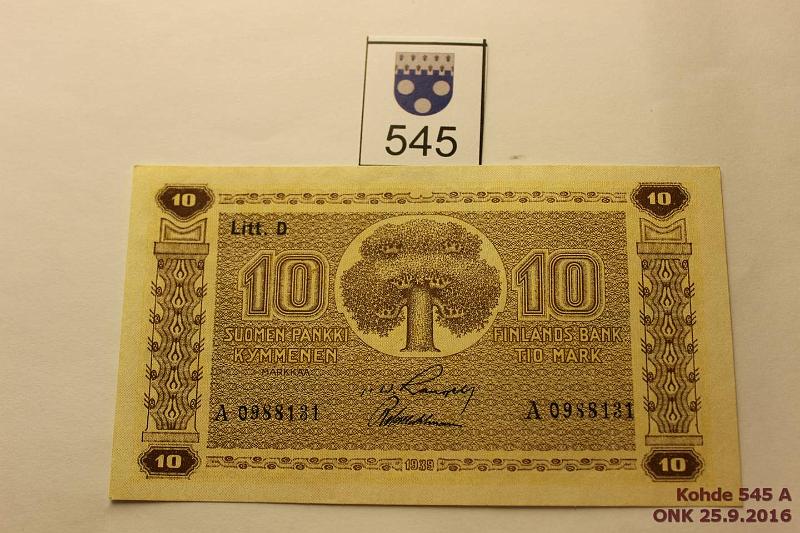 545
10 10
Litt. D
10 10
SUOMEN PANKKI FINLANDS BANK
KYMMENEN TIO MARK
MARKKAA
A 0988131 A 0988131
10 1939 10
Kohde 545 A
ONK 25.9.2016